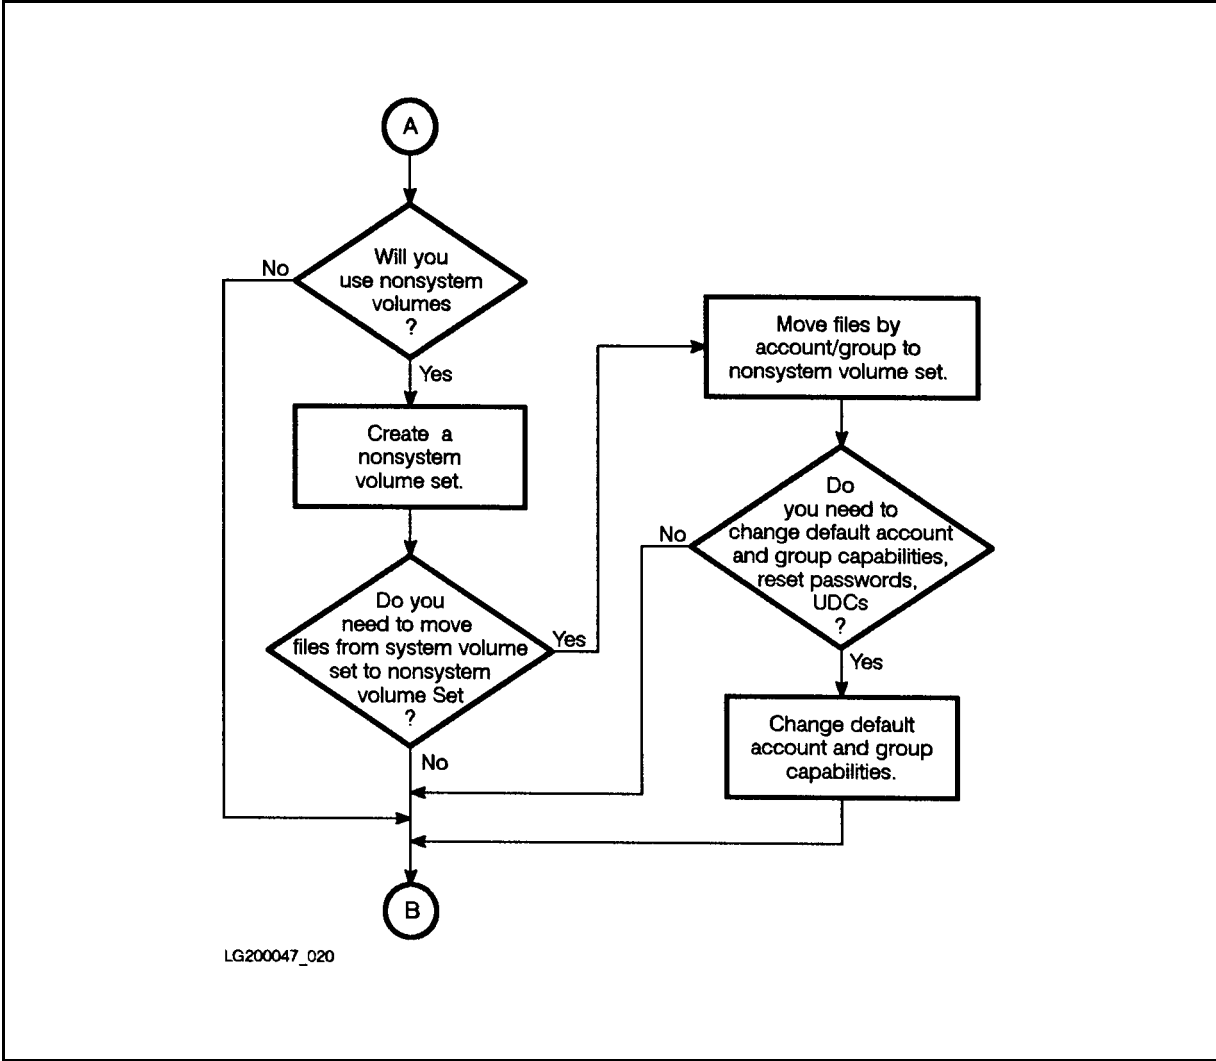 A
No
Will you
use nonsystem
volumes
?
Yes
Create a
nonsystem
volume set.
Do you
need to move
files from system volume
set to nonsystem
volume Set
?
Yes
No
Move files by
account/group to
nonsystem volume set.
Do
you need to
change default account
and group capabilities,
reset passwords,
UDCs
?
No
Yes
Change default
account and group
capabilities.
B
LG200047_020